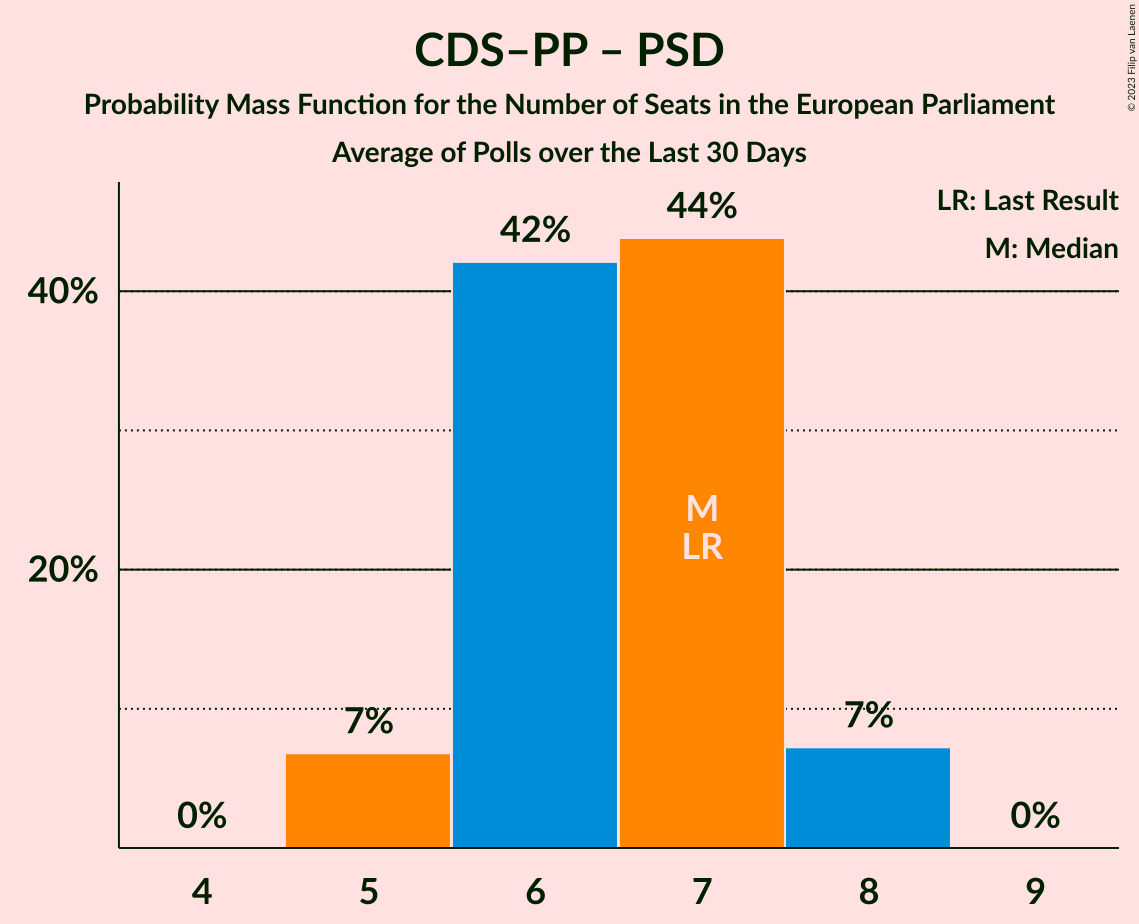 CDS–PP – PSD
Probability Mass Function for the Number of Seats in the European Parliament
Average of Polls over the Last 30 Days
© 2023 Filip van Laenen
LR: Last Result
M: Median
40%
20%
0%
7%
42%
44%
7%
0%
M
LR
4 5 6 7 8 9